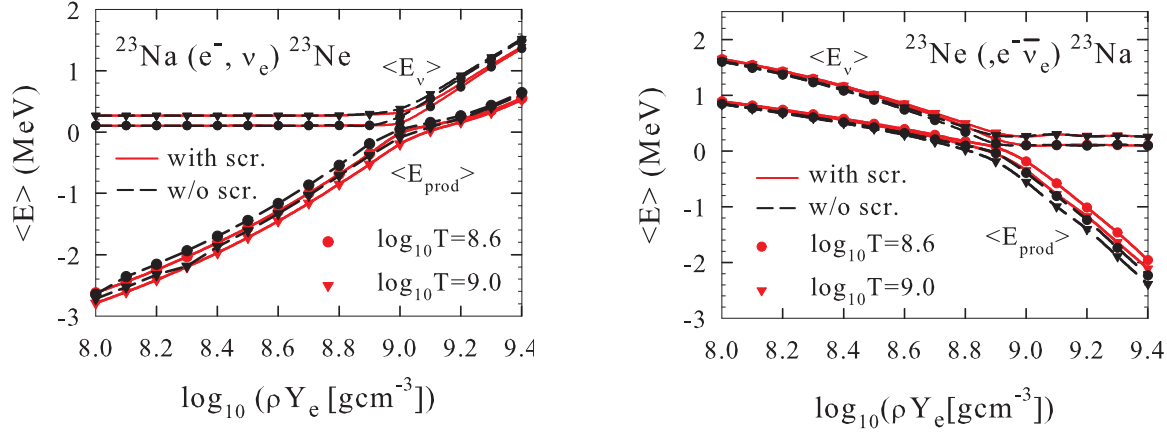 ²³Na (e⁻, νₑ) ²³Ne
<E_ν>
with scr.
w/o scr.
<E_prod>
log₁₀T=8.6
log₁₀T=9.0
<E> (MeV)
2
1
0
-1
-2
-3
8.0 8.2 8.4 8.6 8.8 9.0 9.2 9.4
log₁₀ (ρYₑ [gcm⁻³])
²³Ne (,e⁻ν̅ₑ) ²³Na
<E_ν>
with scr.
w/o scr.
<E_prod>
log₁₀T=8.6
log₁₀T=9.0
<E> (MeV)
2
1
0
-1
-2
-3
8.0 8.2 8.4 8.6 8.8 9.0 9.2 9.4
log₁₀(ρYₑ[gcm⁻³])